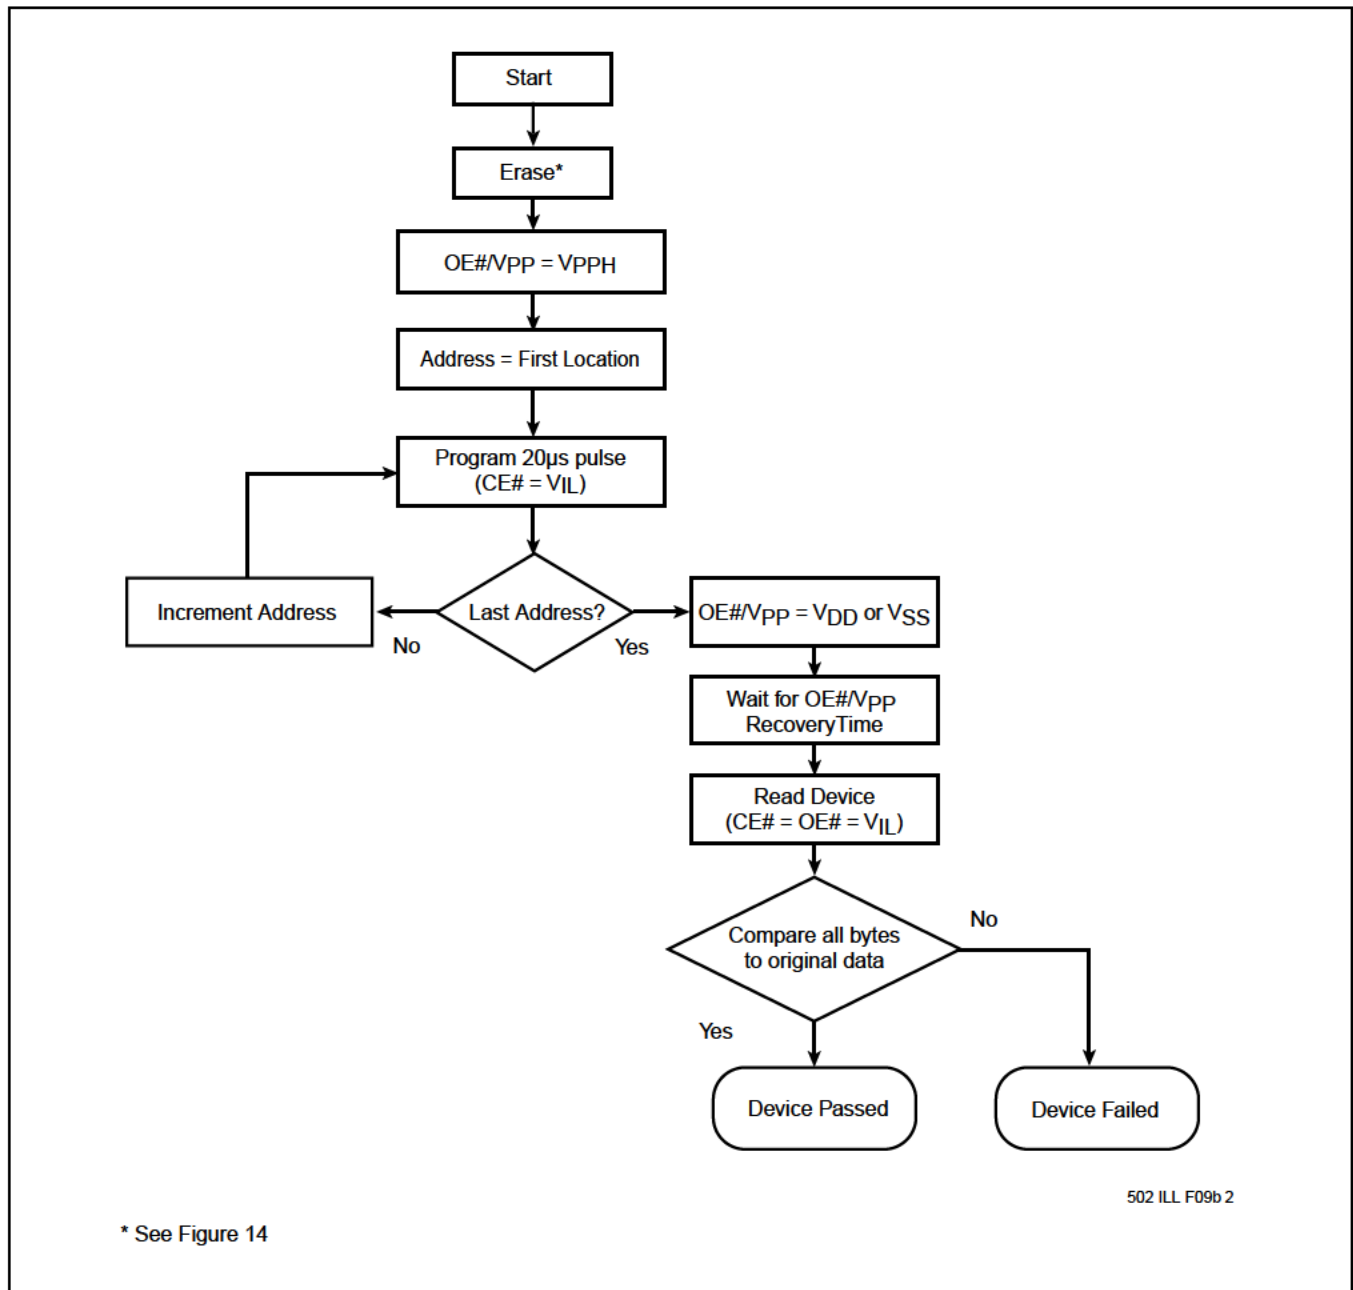 Start
Erase*
OE#/VPP = VPPH
Address = First Location
Program 20µs pulse
(CE# = VIL)
Increment Address
Last Address?
No
Yes
OE#/VPP = VDD or VSS
Wait for OE#/VPP
RecoveryTime
Read Device
(CE# = OE# = VIL)
Compare all bytes
to original data
No
Yes
Device Passed
Device Failed
502 ILL F09b 2
* See Figure 14